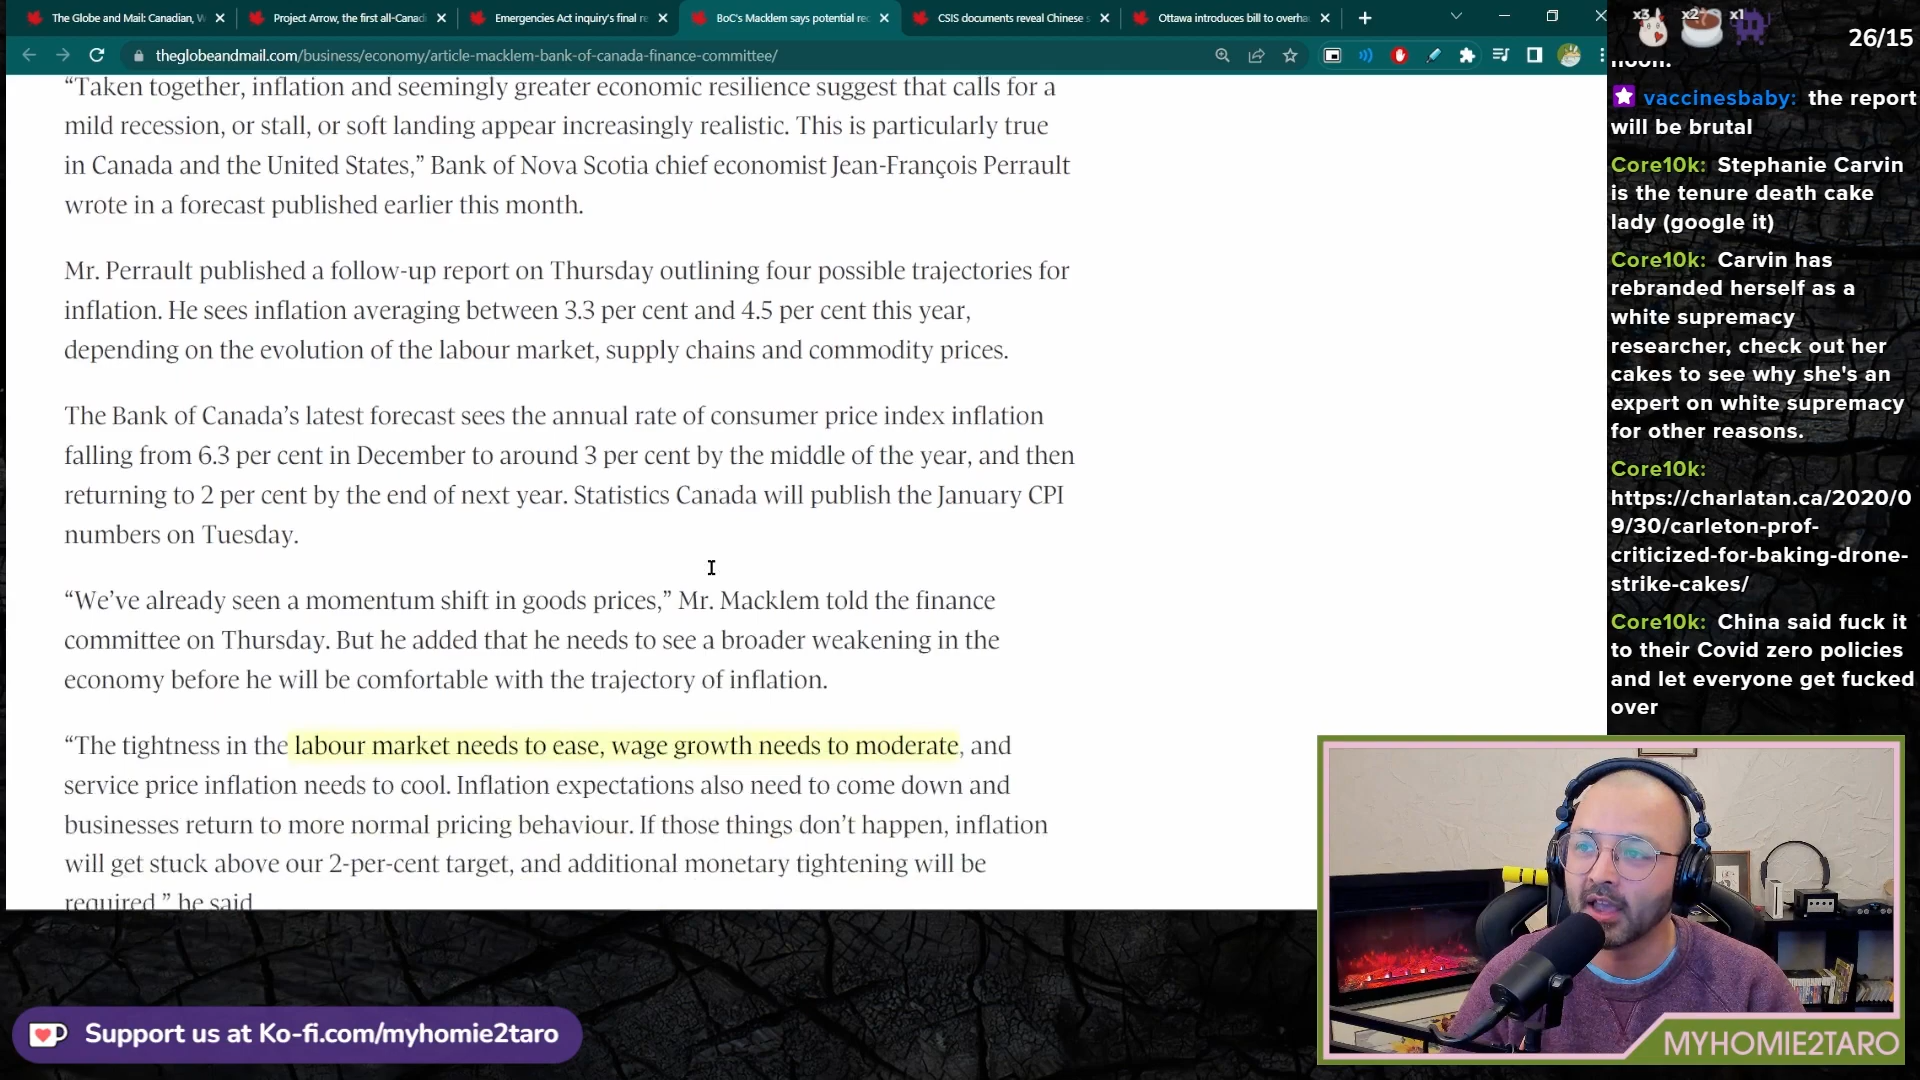 The Globe and Mail: Canadian, W
Project Arrow, the first all-Canadi
Emergencies Act inquiry's final re
BoC's Macklem says potential rec
CSIS documents reveal Chinese s
Ottawa introduces bill to overha
theglobeandmail.com/business/economy/article-macklem-bank-of-canada-finance-committee/
“Taken together, inflation and seemingly greater economic resilience suggest that calls for a
mild recession, or stall, or soft landing appear increasingly realistic. This is particularly true
in Canada and the United States,” Bank of Nova Scotia chief economist Jean-François Perrault
wrote in a forecast published earlier this month.
Mr. Perrault published a follow-up report on Thursday outlining four possible trajectories for
inflation. He sees inflation averaging between 3.3 per cent and 4.5 per cent this year,
depending on the evolution of the labour market, supply chains and commodity prices.
The Bank of Canada’s latest forecast sees the annual rate of consumer price index inflation
falling from 6.3 per cent in December to around 3 per cent by the middle of the year, and then
returning to 2 per cent by the end of next year. Statistics Canada will publish the January CPI
numbers on Tuesday.
“We’ve already seen a momentum shift in goods prices,” Mr. Macklem told the finance
committee on Thursday. But he added that he needs to see a broader weakening in the
economy before he will be comfortable with the trajectory of inflation.
“The tightness in the labour market needs to ease, wage growth needs to moderate, and
service price inflation needs to cool. Inflation expectations also need to come down and
businesses return to more normal pricing behaviour. If those things don’t happen, inflation
will get stuck above our 2-per-cent target, and additional monetary tightening will be
required,” he said
x3 x2 x1
26/15
noon.
vaccinesbaby: the report
will be brutal
Core10k: Stephanie Carvin
is the tenure death cake
lady (google it)
Core10k: Carvin has
rebranded herself as a
white supremacy
researcher, check out her
cakes to see why she's an
expert on white supremacy
for other reasons.
Core10k:
https://charlatan.ca/2020/0
9/30/carleton-prof-
criticized-for-baking-drone-
strike-cakes/
Core10k: China said fuck it
to their Covid zero policies
and let everyone get fucked
over
Support us at Ko-fi.com/myhomie2taro
MYHOMIE2TARO